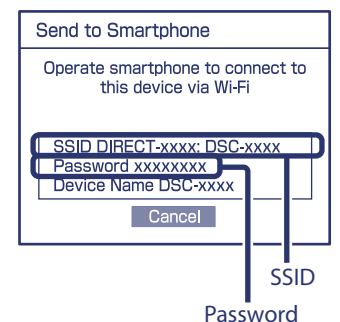 Send to Smartphone
Operate smartphone to connect to
this device via Wi-Fi
SSID DIRECT-xxxx: DSC-xxxx
Password xxxxxxxx
Device Name DSC-xxxx
Cancel
SSID
Password